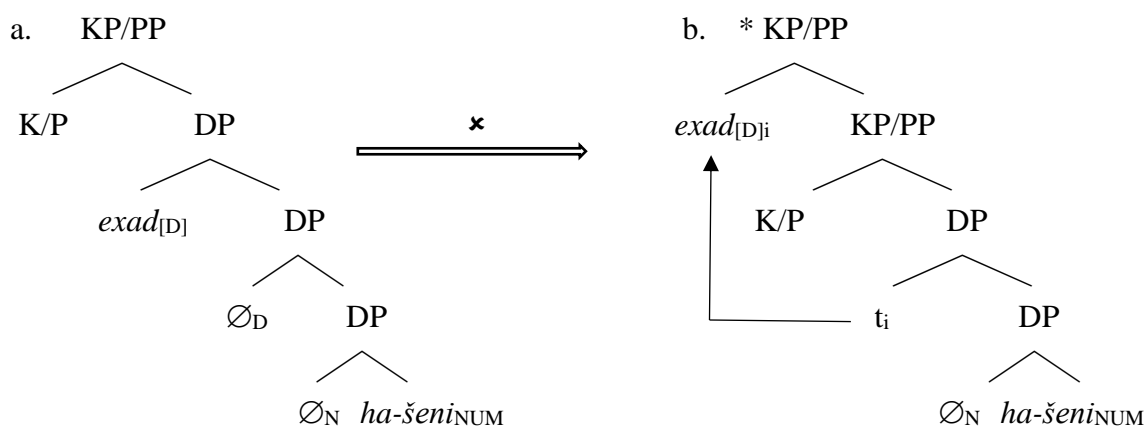 a. KP/PP b. * KP/PP
K/P DP ✘ exad[D]i KP/PP
exad[D] DP K/P DP
∅D DP ti DP
∅N ha-šeniNUM ∅N ha-šeniNUM